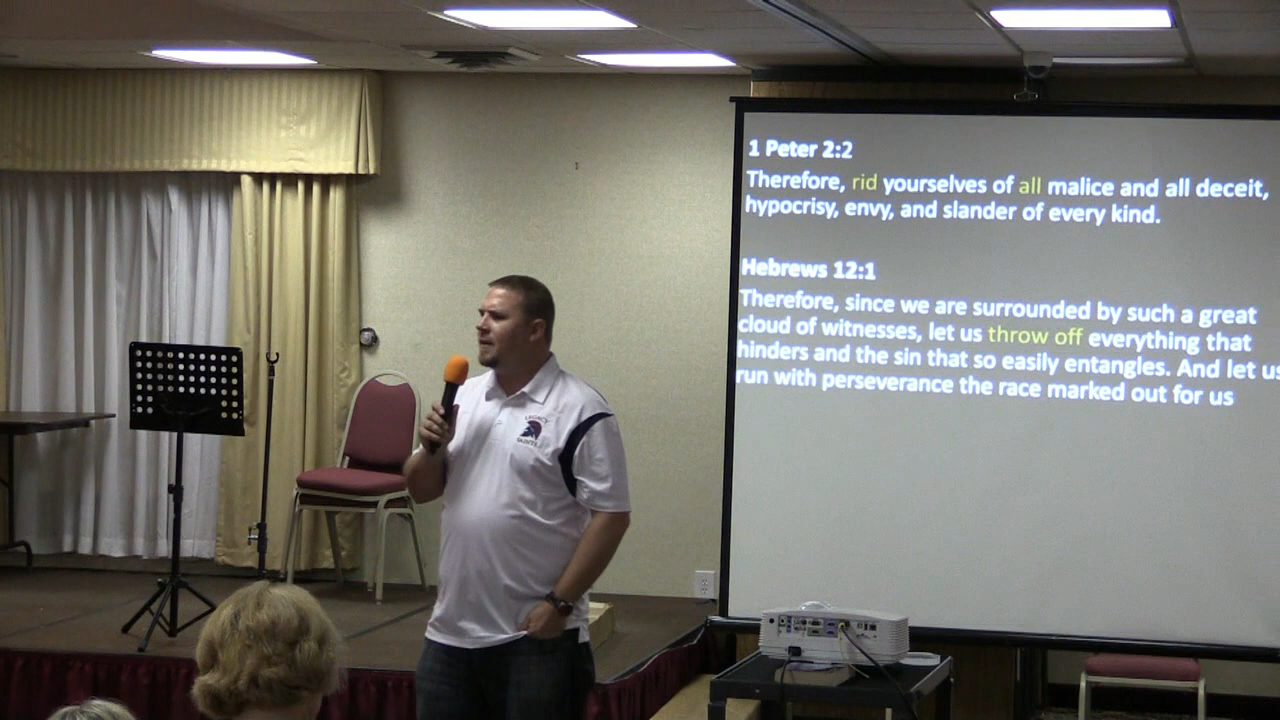 1 Peter 2:2
Therefore, rid yourselves of all malice and all deceit,
hypocrisy, envy, and slander of every kind.
Hebrews 12:1
Therefore, since we are surrounded by such a great
cloud of witnesses, let us throw off everything that
hinders and the sin that so easily entangles. And let us
run with perseverance the race marked out for us
LEGACY
SAINTS